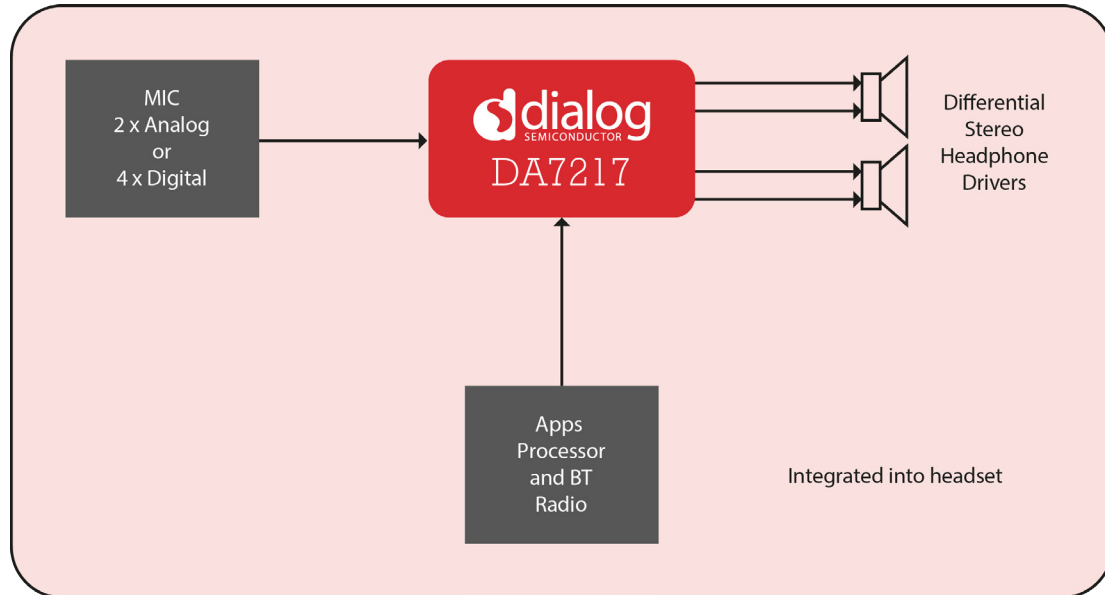 MIC
2 x Analog
or
4 x Digital
dialog
SEMICONDUCTOR
DA7217
Differential
Stereo
Headphone
Drivers
Apps
Processor
and BT
Radio
Integrated into headset